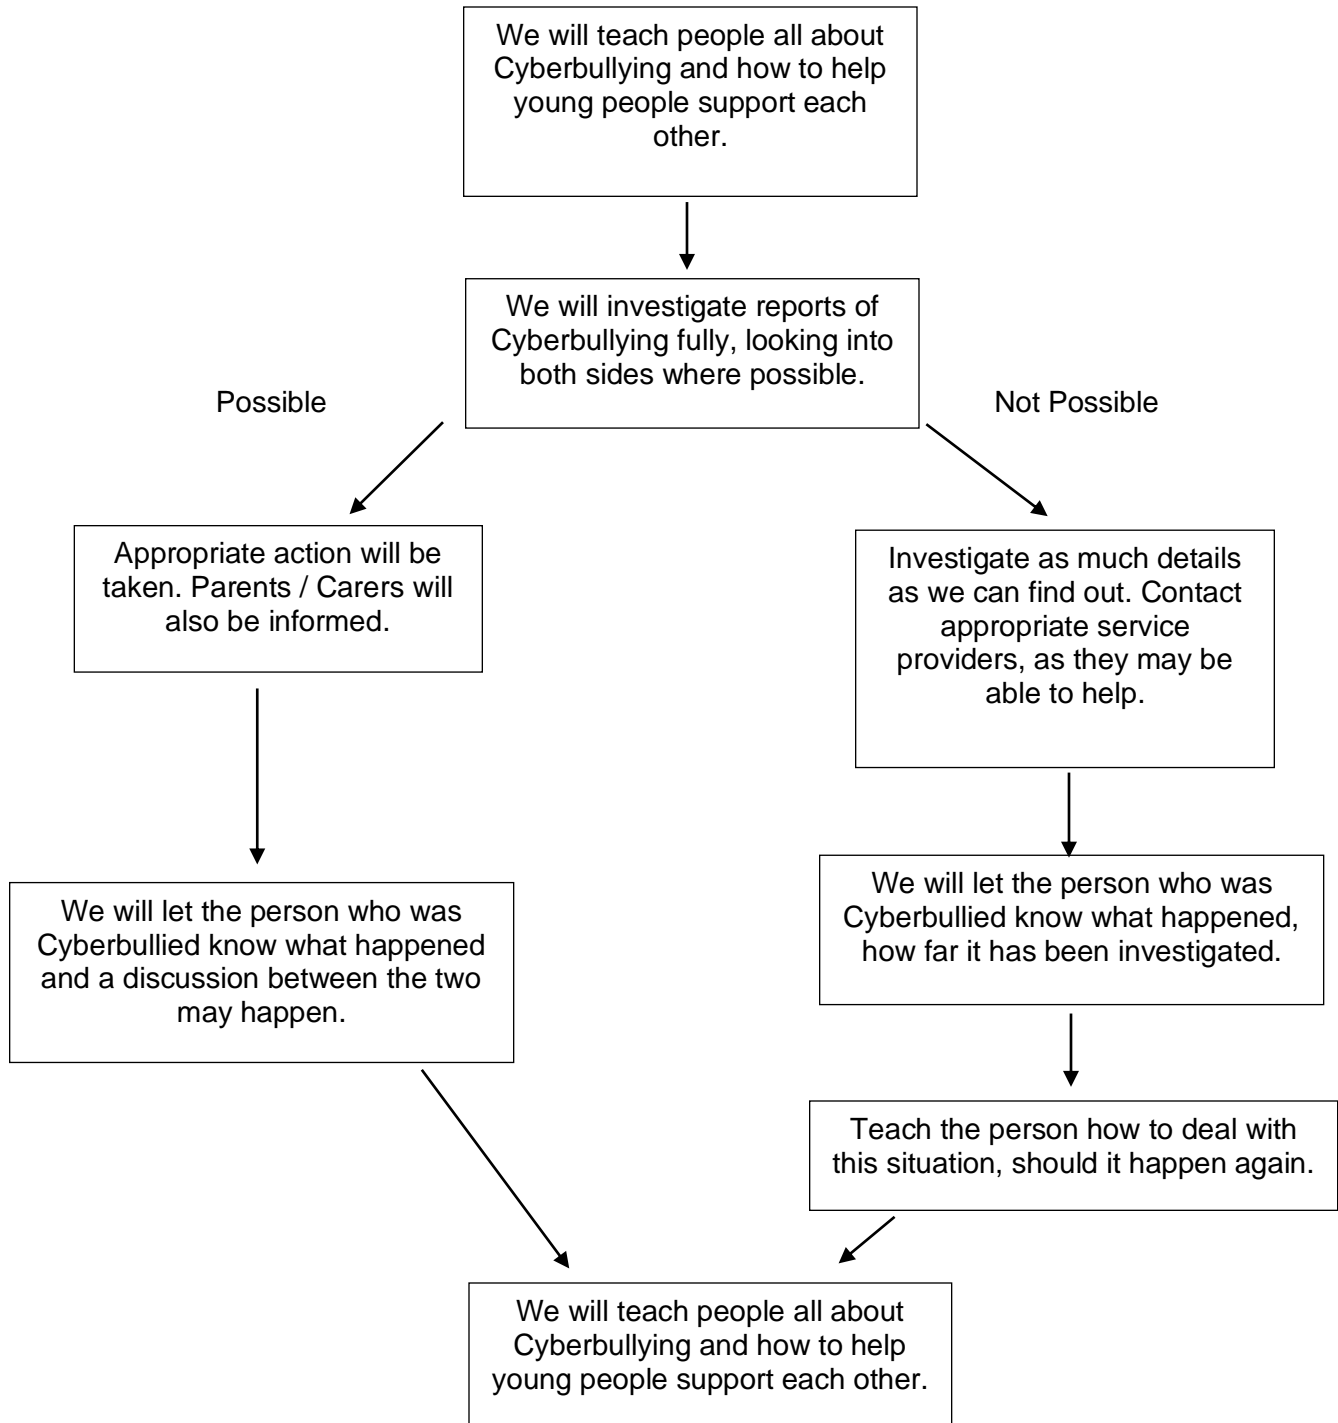 We will teach people all about
Cyberbullying and how to help
young people support each
other.
We will investigate reports of
Cyberbullying fully, looking into
both sides where possible.
Possible
Not Possible
Appropriate action will be
taken. Parents / Carers will
also be informed.
Investigate as much details
as we can find out. Contact
appropriate service
providers, as they may be
able to help.
We will let the person who was
Cyberbullied know what happened
and a discussion between the two
may happen.
We will let the person who was
Cyberbullied know what happened,
how far it has been investigated.
Teach the person how to deal with
this situation, should it happen again.
We will teach people all about
Cyberbullying and how to help
young people support each other.